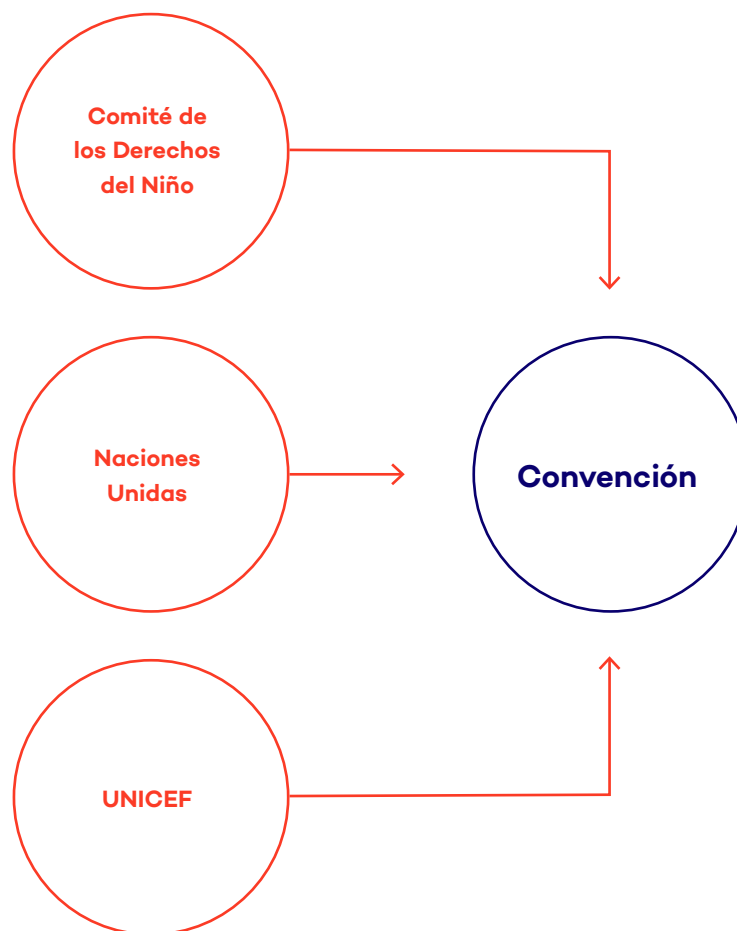 Comité de
los Derechos
del Niño
Naciones
Unidas
Convención
UNICEF